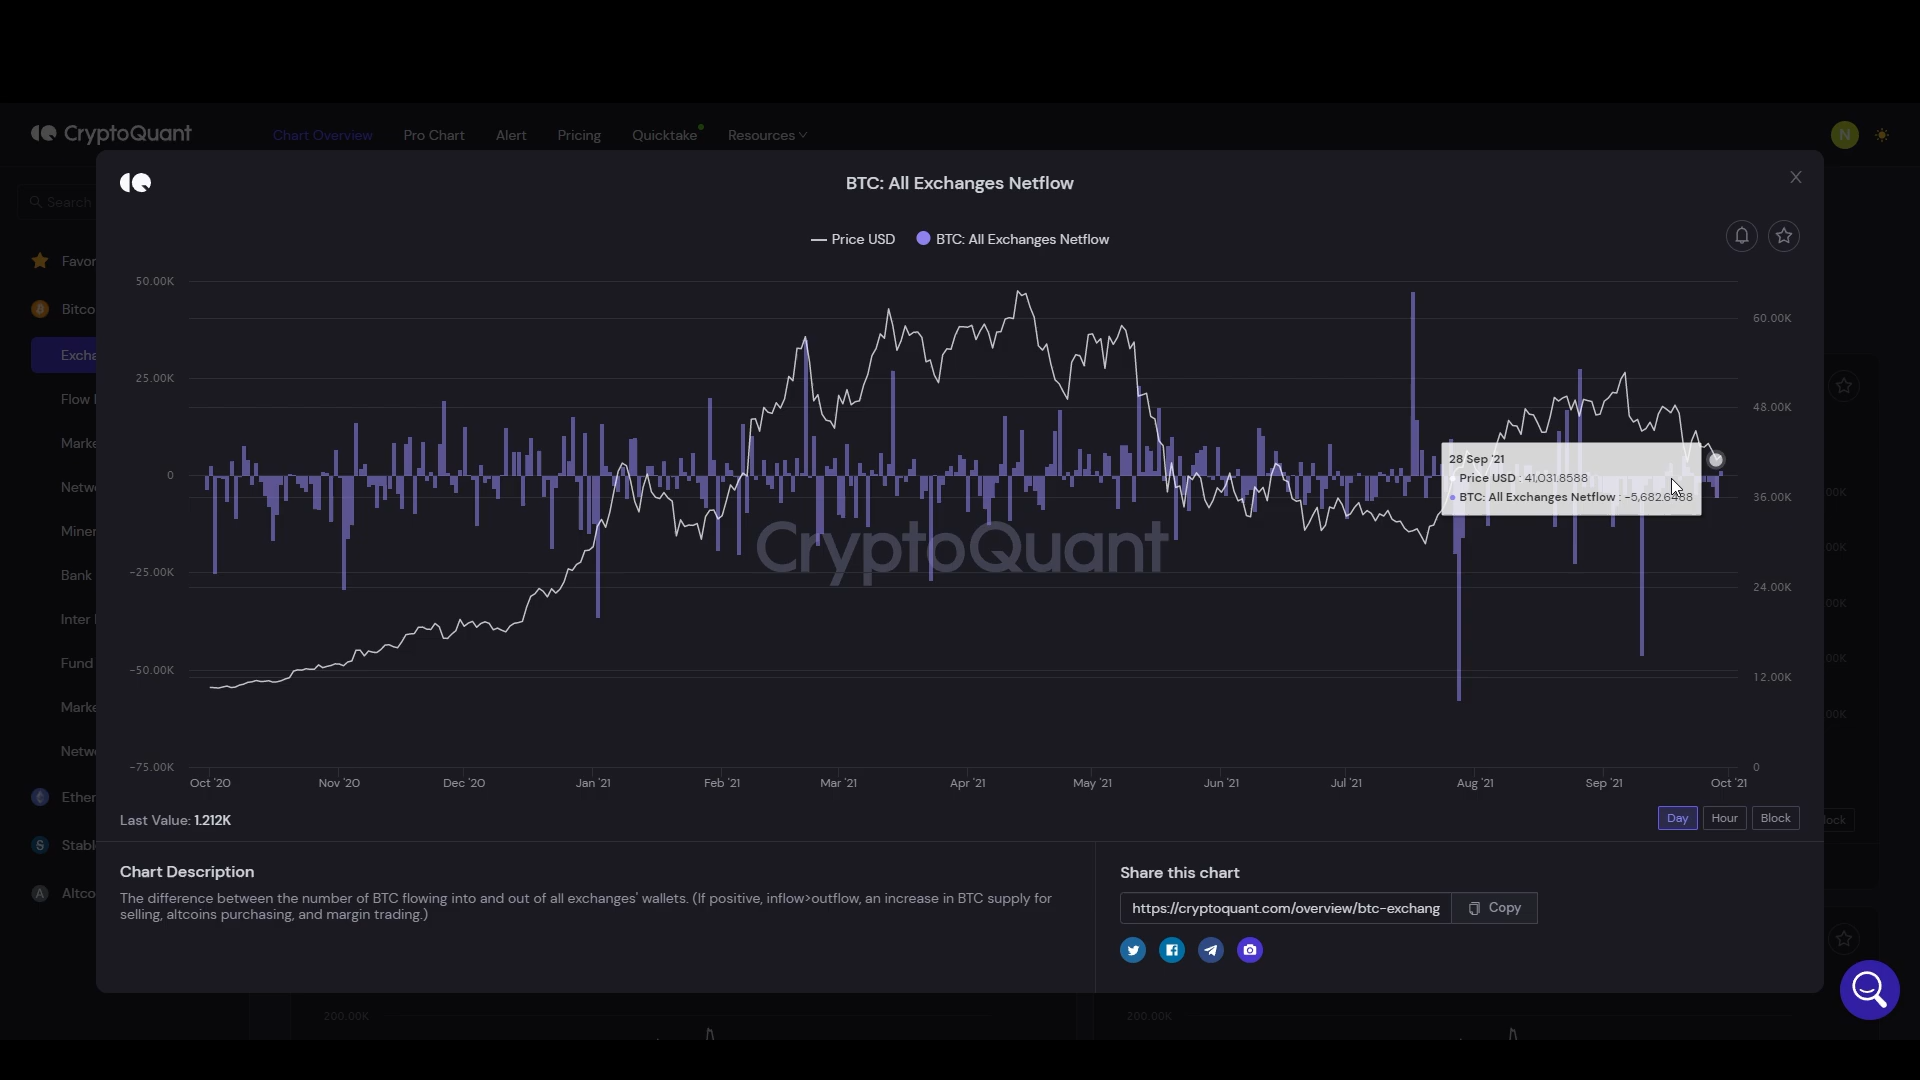 CryptoQuant
Chart Overview
Pro Chart
Alert
Pricing
Quicktake
Resources
N
Search
Favor
Bitco
Excha
Flow
Marke
Netwo
Miner
Bank
Inter
Fund
Marke
Netwo
Ether
Stabl
Altco
BTC: All Exchanges Netflow
Price USD
BTC: All Exchanges Netflow
50.00K
25.00K
0
-25.00K
-50.00K
-75.00K
60.00K
48.00K
36.00K
24.00K
12.00K
0
CryptoQuant
28 Sep '21
Price USD : 41,031.8588
BTC: All Exchanges Netflow : -5,682.6488
Oct '20
Nov '20
Dec '20
Jan '21
Feb '21
Mar '21
Apr '21
May '21
Jun '21
Jul '21
Aug '21
Sep '21
Oct '21
Last Value: 1.212K
Day
Hour
Block
Chart Description
The difference between the number of BTC flowing into and out of all exchanges' wallets. (If positive, inflow>outflow, an increase in BTC supply for
selling, altcoins purchasing, and margin trading.)
Share this chart
https://cryptoquant.com/overview/btc-exchang
Copy
200.00K
200.00K